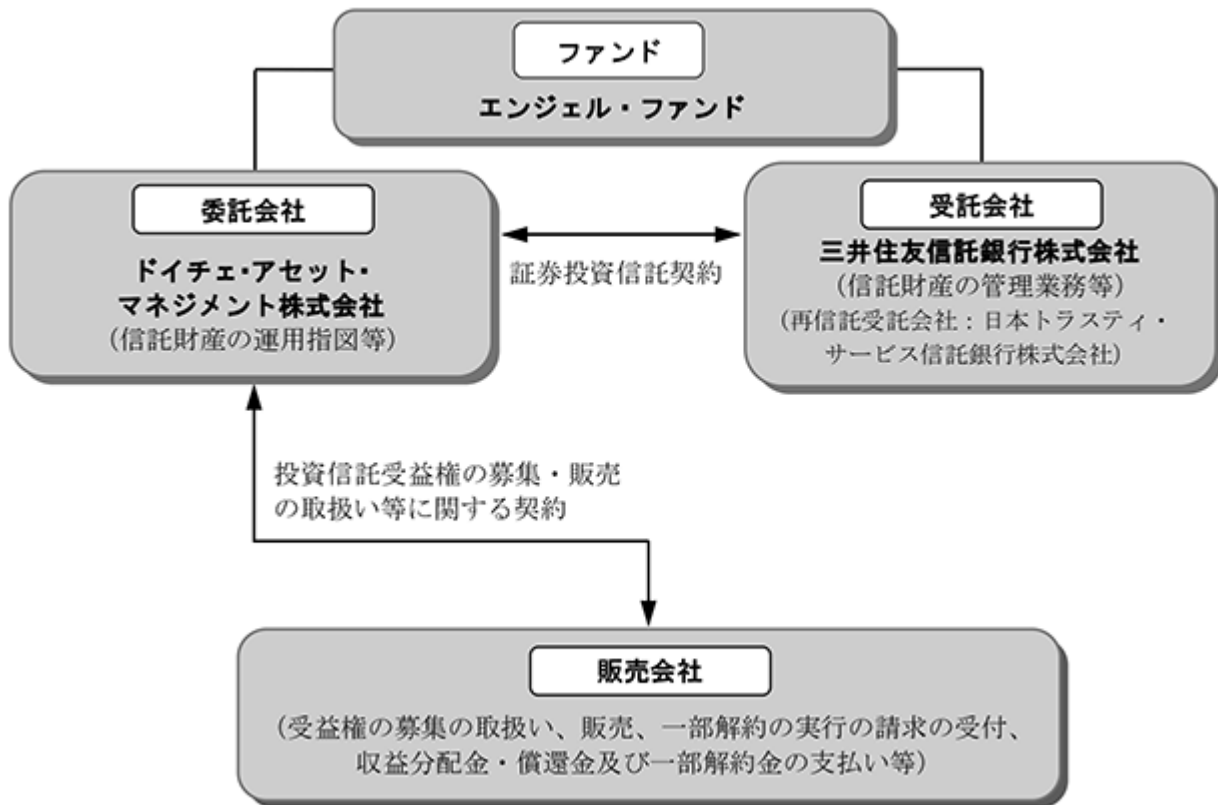 ファンド
エンジェル・ファンド
委託会社
ドイチェ・アセット・
マネジメント株式会社
(信託財産の運用指図等)
証券投資信託契約
受託会社
三井住友信託銀行株式会社
(信託財産の管理業務等)
(再信託受託会社：日本トラスティ・
サービス信託銀行株式会社)
投資信託受益権の募集・販売
の取扱い等に関する契約
販売会社
(受益権の募集の取扱い、販売、一部解約の実行の請求の受付、
収益分配金・償還金及び一部解約金の支払い等)